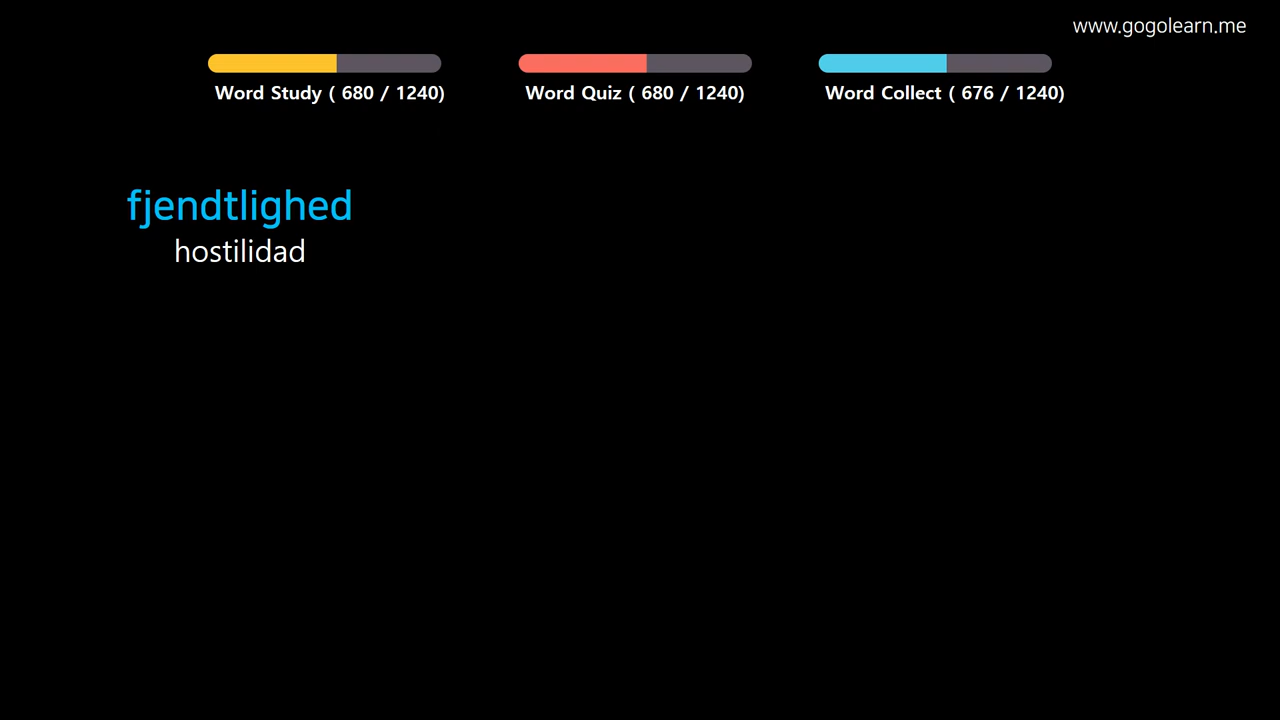 www.gogolearn.me
Word Study ( 680 / 1240)
Word Quiz ( 680 / 1240)
Word Collect ( 676 / 1240)
fjendtlighed
hostilidad